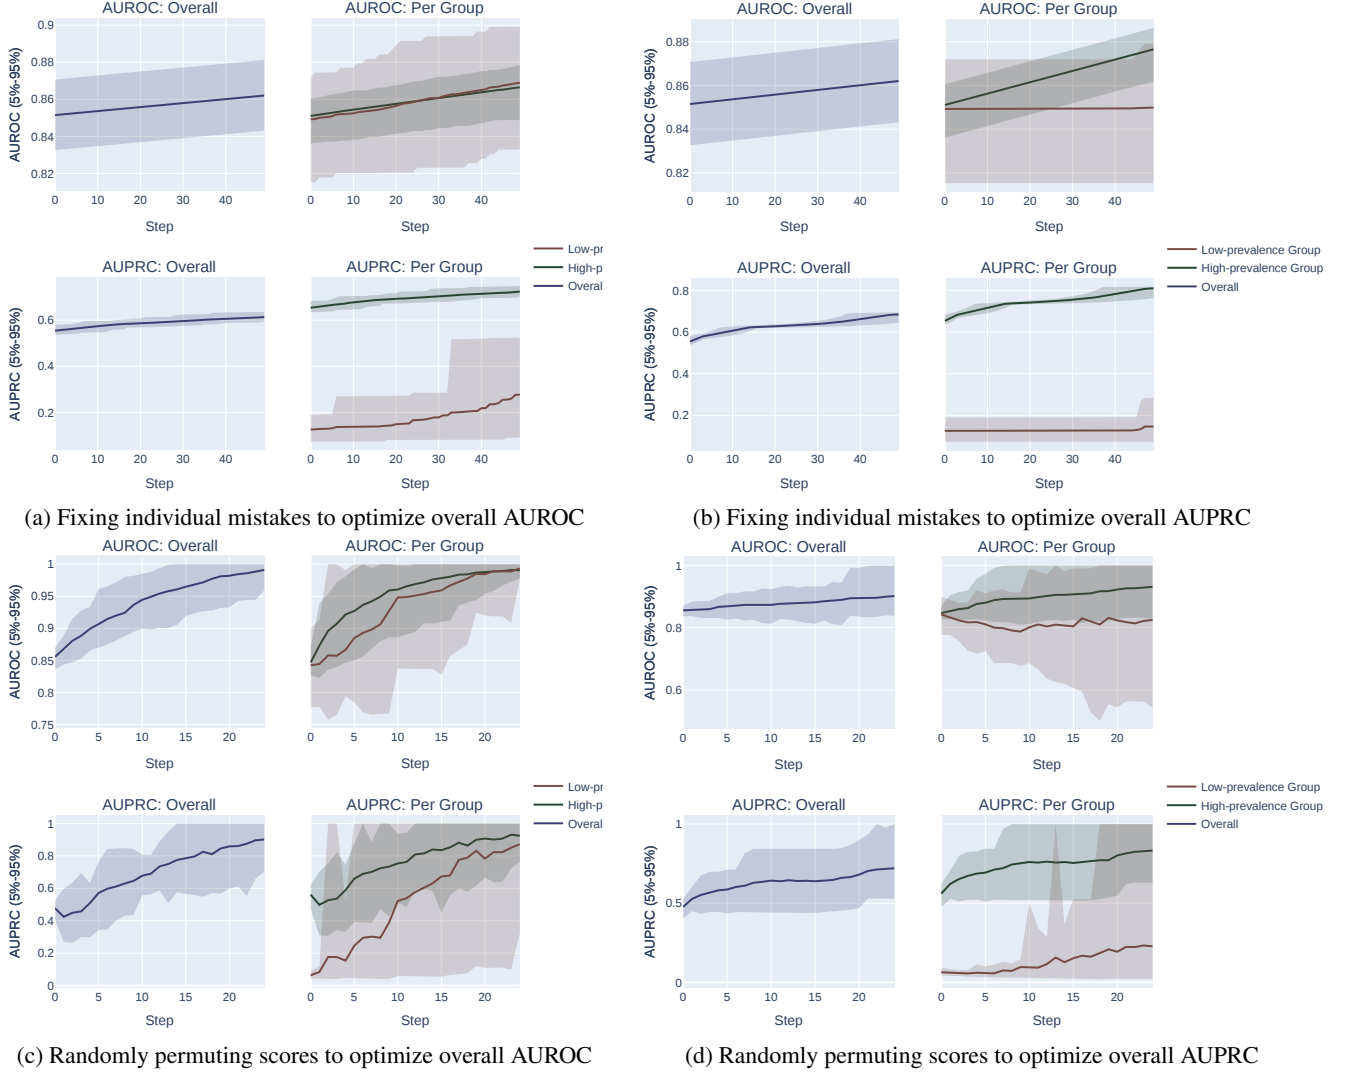 AUROC: Overall
AUROC: Per Group
AUROC (5%-95%)
0.9
0.88
0.86
0.84
0.82
0 10 20 30 40
0 10 20 30 40
Step
Step
AUPRC: Overall
AUPRC: Per Group
AUPRC (5%-95%)
0.6
0.4
0.2
0 10 20 30 40
0 10 20 30 40
Step
Step
Low-pr
High-p
Overal
(a) Fixing individual mistakes to optimize overall AUROC
AUROC: Overall
AUROC: Per Group
AUROC (5%-95%)
0.88
0.86
0.84
0.82
0 10 20 30 40
0 10 20 30 40
Step
Step
AUPRC: Overall
AUPRC: Per Group
AUPRC (5%-95%)
0.8
0.6
0.4
0.2
0 10 20 30 40
0 10 20 30 40
Step
Step
Low-prevalence Group
High-prevalence Group
Overall
(b) Fixing individual mistakes to optimize overall AUPRC
AUROC: Overall
AUROC: Per Group
AUROC (5%-95%)
1
0.95
0.9
0.85
0.8
0.75
0 5 10 15 20
0 5 10 15 20
Step
Step
AUPRC: Overall
AUPRC: Per Group
AUPRC (5%-95%)
1
0.8
0.6
0.4
0.2
0
0 5 10 15 20
0 5 10 15 20
Step
Step
Low-pr
High-p
Overal
(c) Randomly permuting scores to optimize overall AUROC
AUROC: Overall
AUROC: Per Group
AUROC (5%-95%)
1
0.8
0.6
0 5 10 15 20
0 5 10 15 20
Step
Step
AUPRC: Overall
AUPRC: Per Group
AUPRC (5%-95%)
1
0.5
0
0 5 10 15 20
0 5 10 15 20
Step
Step
Low-prevalence Group
High-prevalence Group
Overall
(d) Randomly permuting scores to optimize overall AUPRC